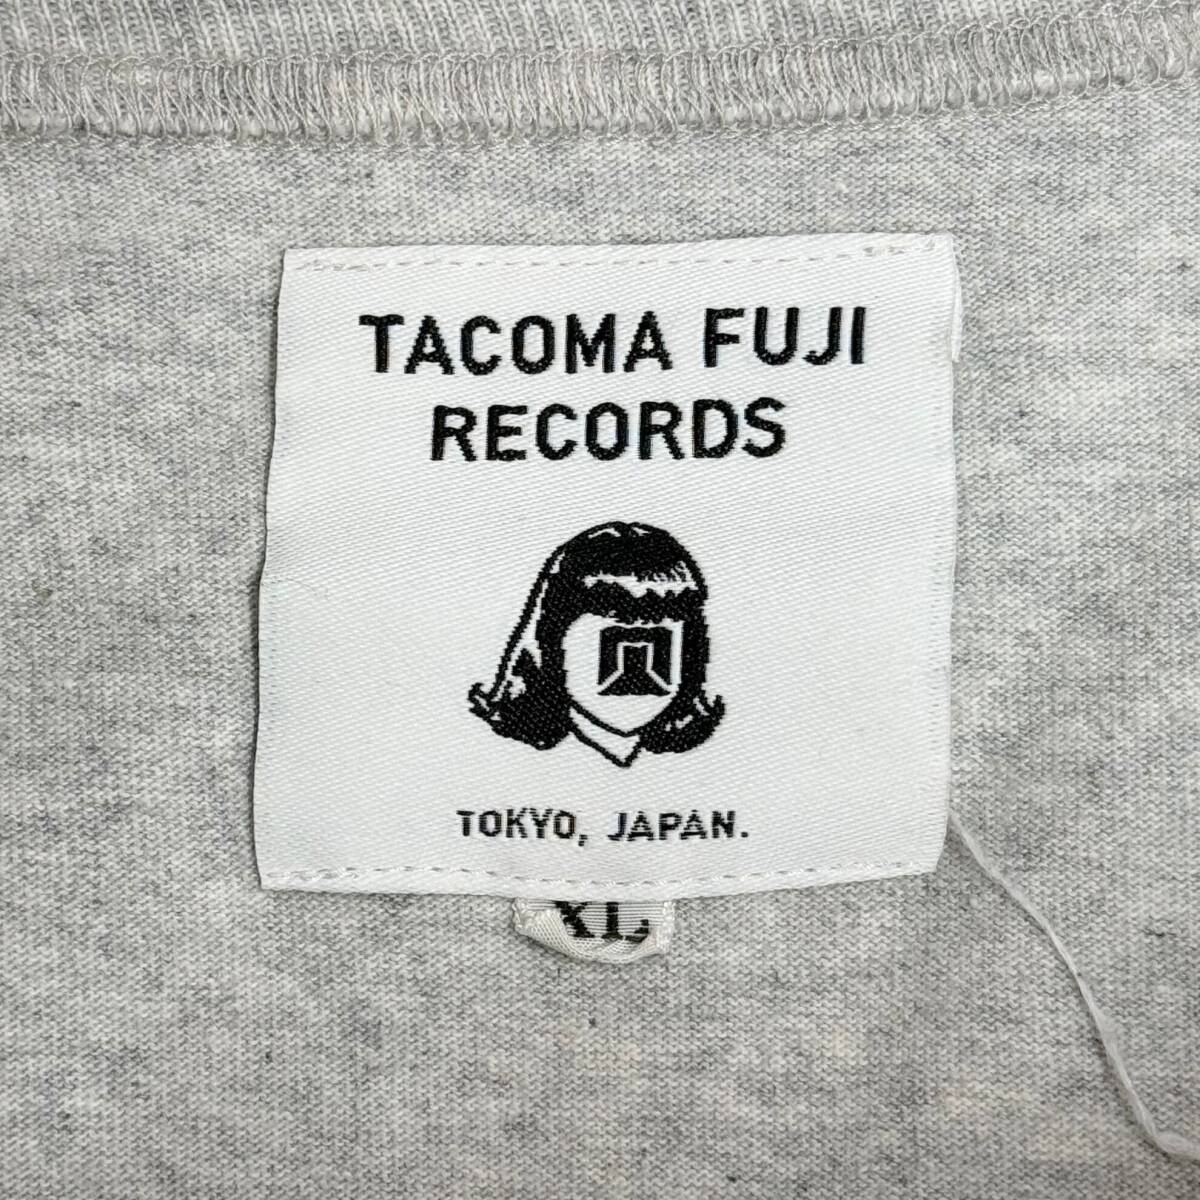 TACOMA FUJI
RECORDS
TOKYO, JAPAN.
XL